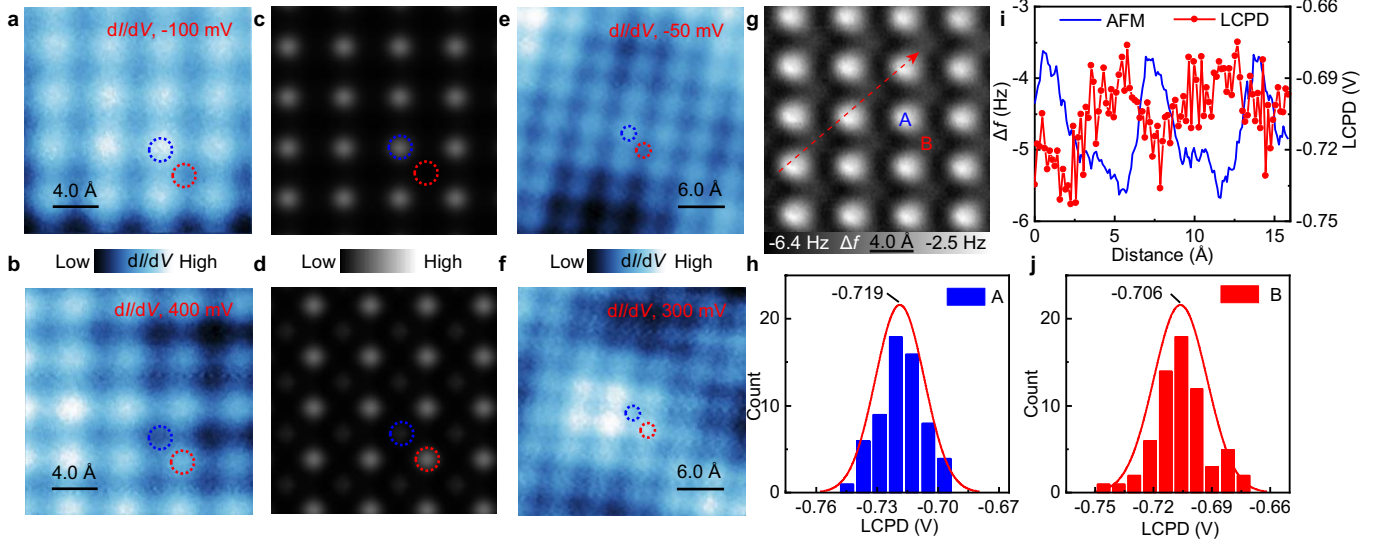 a
dI/dV, -100 mV
4.0 Å
c
e
dI/dV, -50 mV
6.0 Å
g
A
B
-6.4 Hz Δf 4.0 Å -2.5 Hz
i
AFM LCPD
-3
-4
-5
-6
Δf (Hz)
-0.66
-0.69
-0.72
-0.75
LCPD (V)
0 5 10 15
Distance (Å)
b
Low dI/dV High
dI/dV, 400 mV
4.0 Å
d
Low High
f
Low dI/dV High
dI/dV, 300 mV
6.0 Å
h
-0.719
A
20
10
0
Count
-0.76 -0.73 -0.70 -0.67
LCPD (V)
j
-0.706
B
20
10
0
Count
-0.75 -0.72 -0.69 -0.66
LCPD (V)